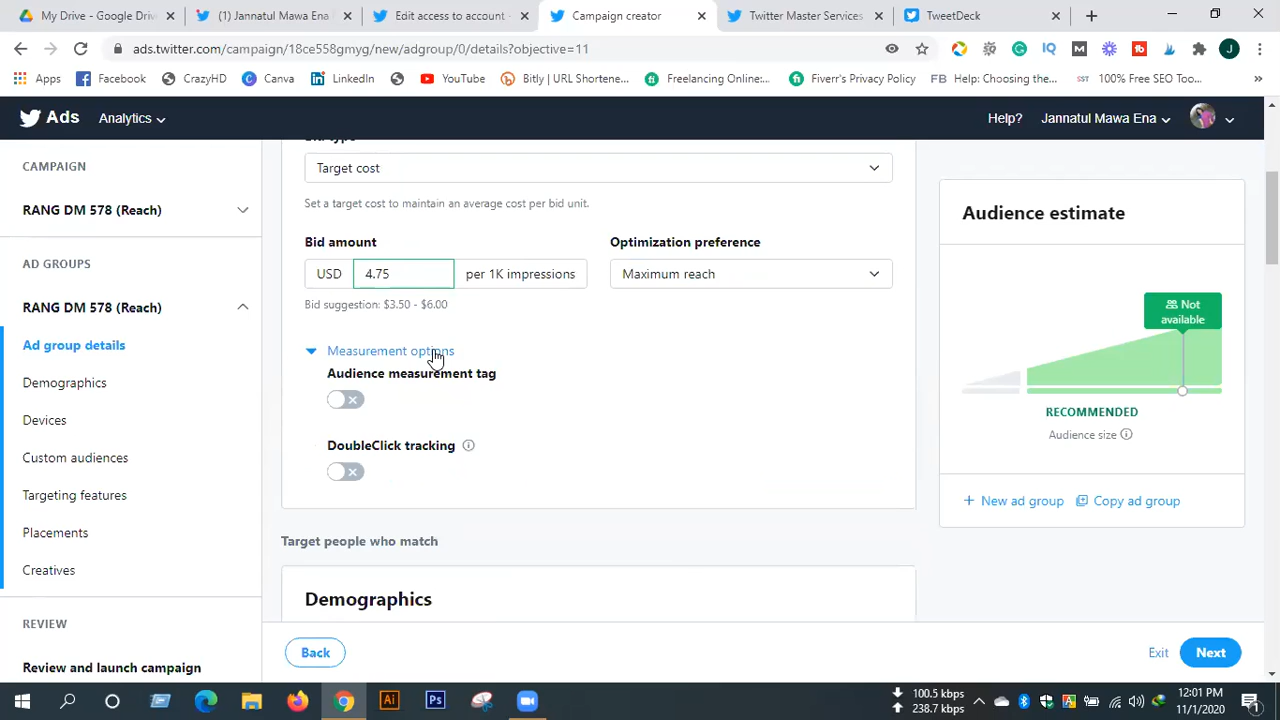 My Drive - Google Driv
(1) Jannatul Mawa Ena
Edit access to account -
Campaign creator
Twitter Master Services
TweetDeck
ads.twitter.com/campaign/18ce558gmyg/new/adgroup/0/details?objective=11
Apps
Facebook
CrazyHD
Canva
LinkedIn
YouTube
Bitly | URL Shortene...
Freelancing Online:...
Fiverr's Privacy Policy
FB Help: Choosing the...
SST 100% Free SEO Too...
Ads
Analytics
Help?
Jannatul Mawa Ena
CAMPAIGN
RANG DM 578 (Reach)
AD GROUPS
RANG DM 578 (Reach)
Ad group details
Demographics
Devices
Custom audiences
Targeting features
Placements
Creatives
REVIEW
Review and launch campaign
Target cost
Set a target cost to maintain an average cost per bid unit.
Bid amount
USD 4.75 per 1K impressions
Bid suggestion: $3.50 - $6.00
Optimization preference
Maximum reach
Measurement options
Audience measurement tag
DoubleClick tracking
Target people who match
Demographics
Audience estimate
Not
available
RECOMMENDED
Audience size
+ New ad group
Copy ad group
Back
Exit
Next
100.5 kbps
238.7 kbps
12:01 PM
11/1/2020